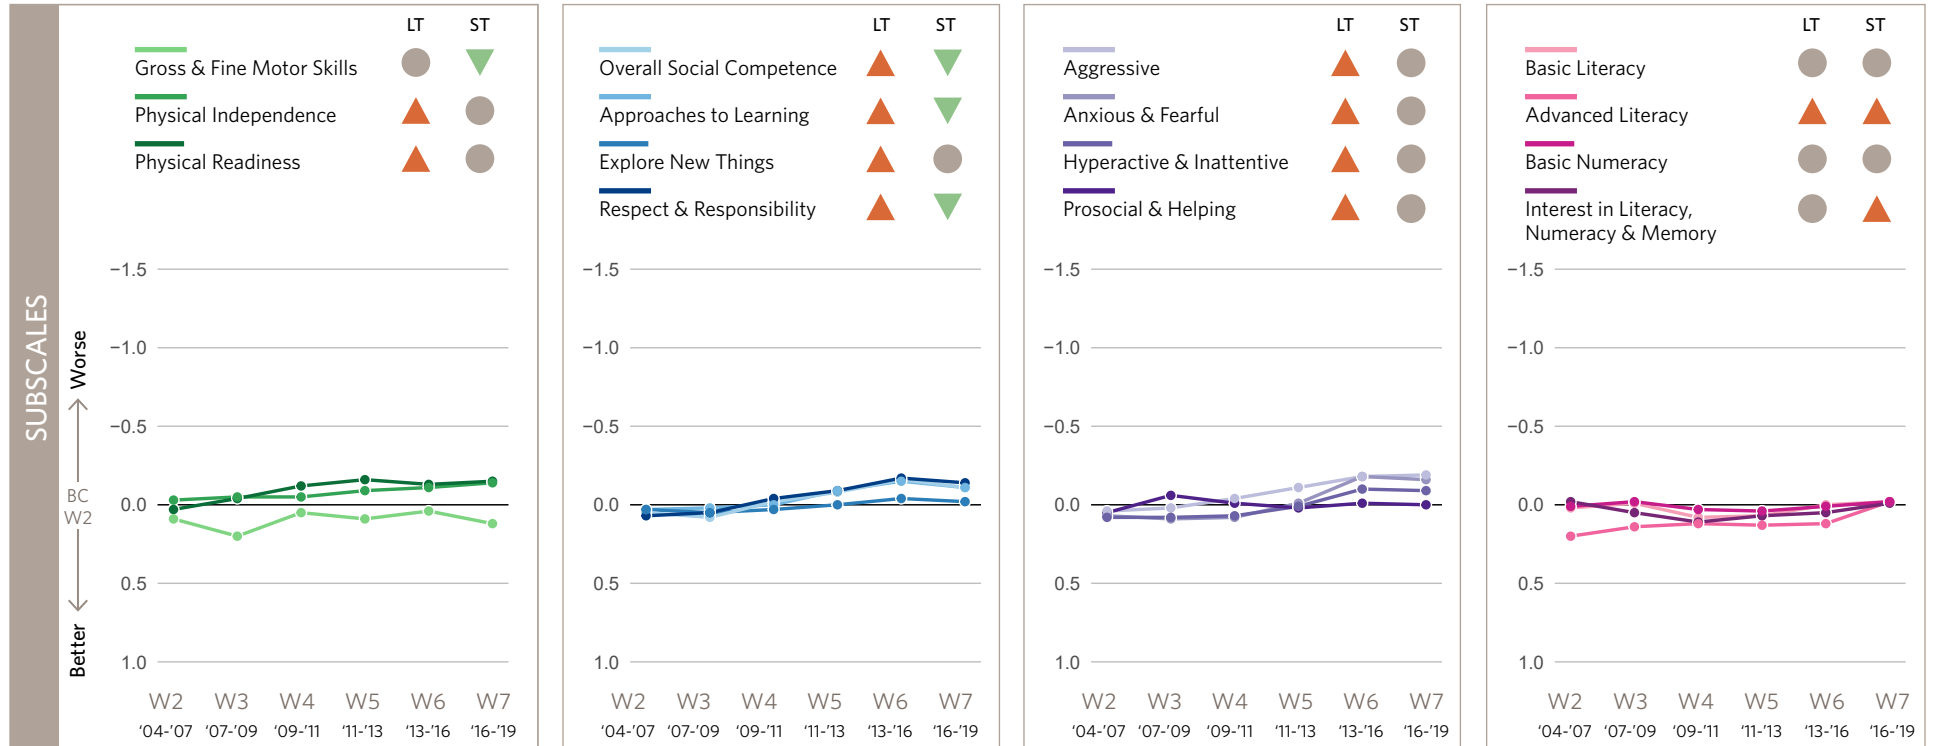 SUBSCALES
Worse
BC
W2
Better
LT ST
Gross & Fine Motor Skills
Physical Independence
Physical Readiness
−1.5
−1.0
−0.5
0.0
0.5
1.0
W2 W3 W4 W5 W6 W7
‘04-’07 ‘07-’09 ‘09-’11 ‘11-’13 ‘13-’16 ‘16-’19
LT ST
Overall Social Competence
Approaches to Learning
Explore New Things
Respect & Responsibility
−1.5
−1.0
−0.5
0.0
0.5
1.0
W2 W3 W4 W5 W6 W7
‘04-’07 ‘07-’09 ‘09-’11 ‘11-’13 ‘13-’16 ‘16-’19
LT ST
Aggressive
Anxious & Fearful
Hyperactive & Inattentive
Prosocial & Helping
−1.5
−1.0
−0.5
0.0
0.5
1.0
W2 W3 W4 W5 W6 W7
‘04-’07 ‘07-’09 ‘09-’11 ‘11-’13 ‘13-’16 ‘16-’19
LT ST
Basic Literacy
Advanced Literacy
Basic Numeracy
Interest in Literacy,
Numeracy & Memory
−1.5
−1.0
−0.5
0.0
0.5
1.0
W2 W3 W4 W5 W6 W7
‘04-’07 ‘07-’09 ‘09-’11 ‘11-’13 ‘13-’16 ‘16-’19